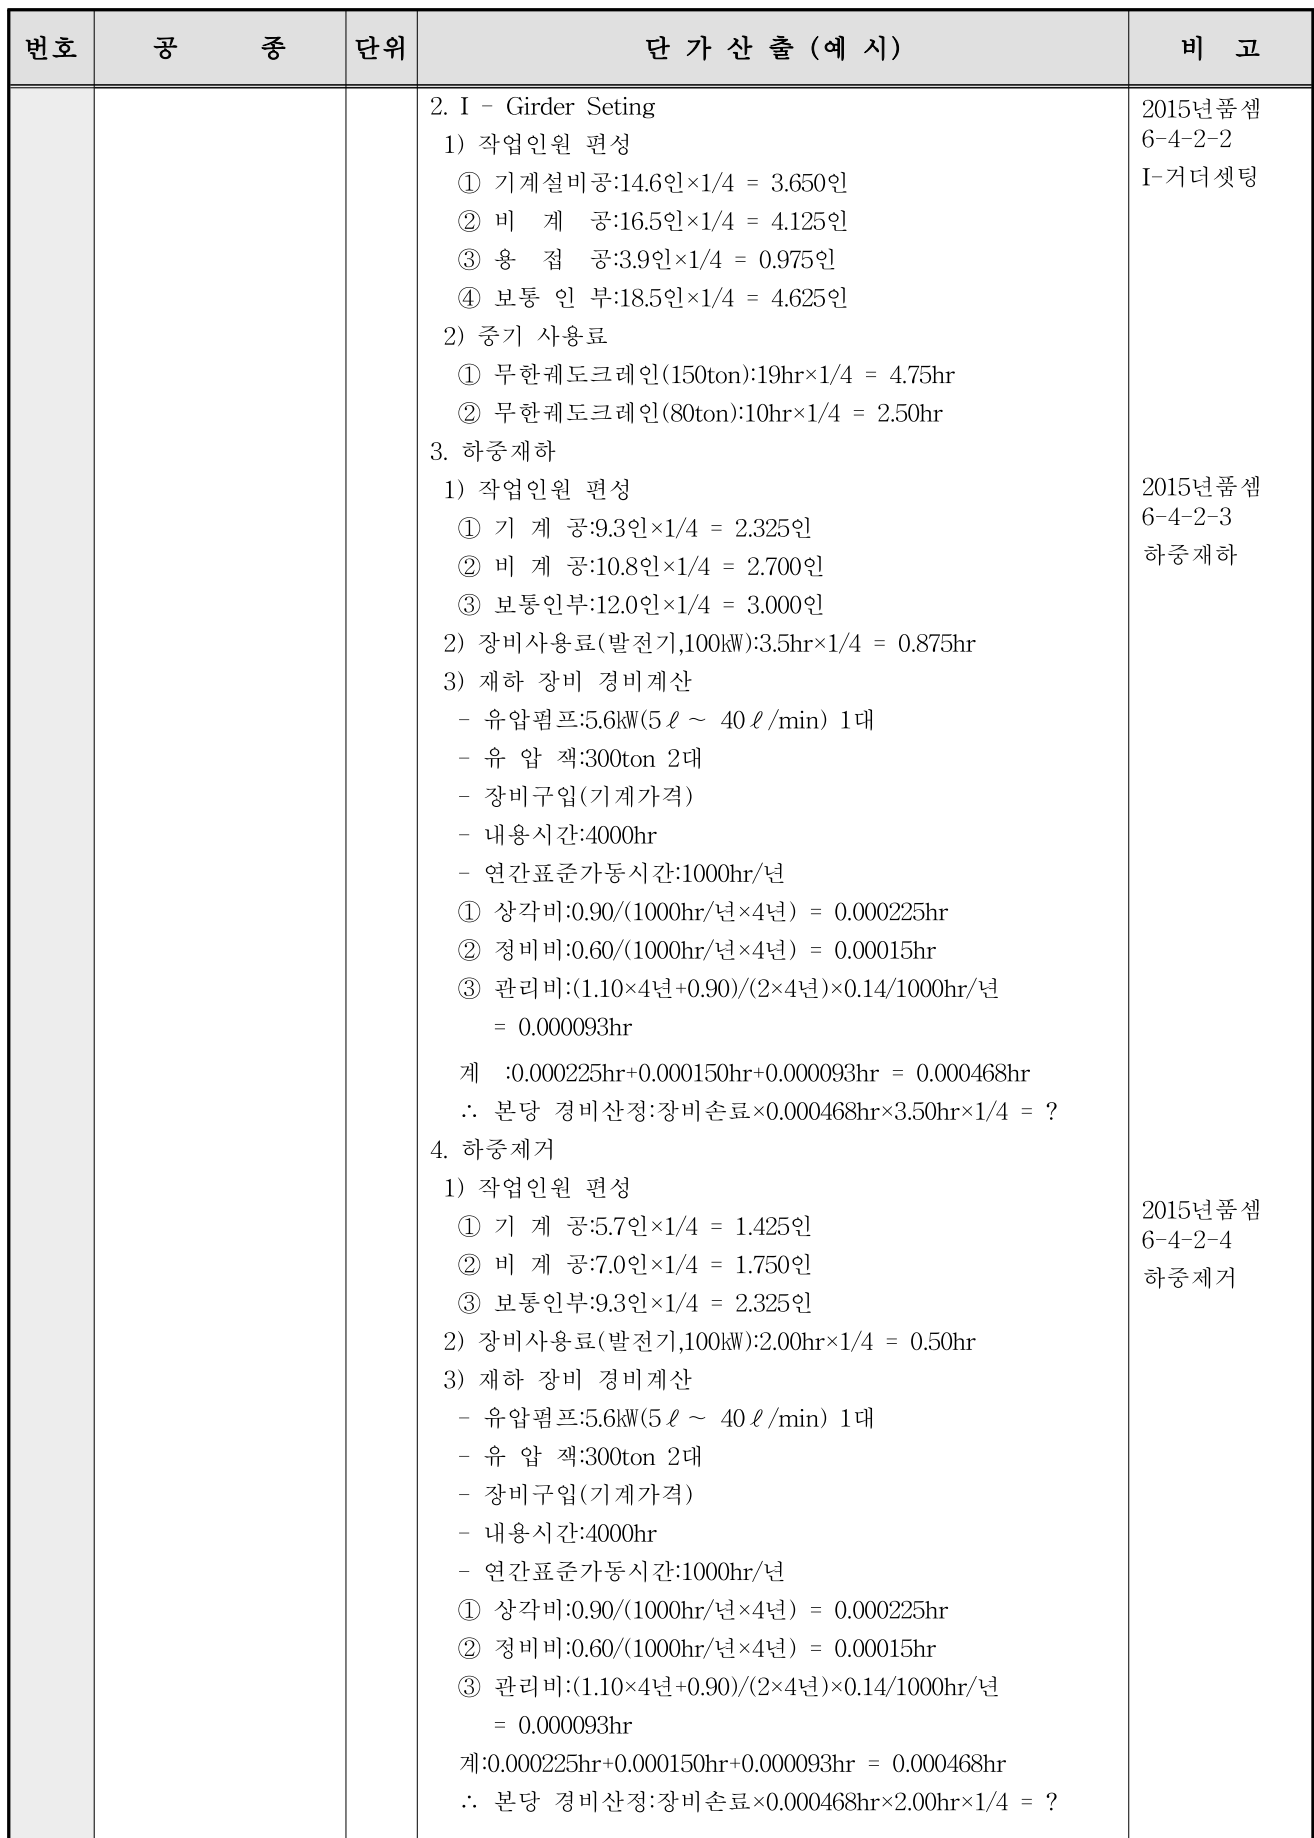 번호 공 종 단위 단 가 산 출 (예 시) 비 고
2. I - Girder Seting
2015년품셈
1) 작업인원 편성
6-4-2-2
① 기계설비공:14.6인×1/4 = 3.650인
I-거더셋팅
② 비 계 공:16.5인×1/4 = 4.125인
③ 용 접 공:3.9인×1/4 = 0.975인
④ 보통 인 부:18.5인×1/4 = 4.625인
2) 중기 사용료
① 무한궤도크레인(150ton):19hr×1/4 = 4.75hr
② 무한궤도크레인(80ton):10hr×1/4 = 2.50hr
3. 하중재하
1) 작업인원 편성
2015년품셈
6-4-2-3
① 기 계 공:9.3인×1/4 = 2.325인
하중재하
② 비 계 공:10.8인×1/4 = 2.700인
③ 보통인부:12.0인×1/4 = 3.000인
2) 장비사용료(발전기,100㎾):3.5hr×1/4 = 0.875hr
3) 재하 장비 경비계산
- 유압펌프:5.6㎾(5ℓ～ 40ℓ/min) 1대
- 유 압 잭:300ton 2대
- 장비구입(기계가격)
- 내용시간:4000hr
- 연간표준가동시간:1000hr/년
① 상각비:0.90/(1000hr/년×4년) = 0.000225hr
② 정비비:0.60/(1000hr/년×4년) = 0.00015hr
③ 관리비:(1.10×4년+0.90)/(2×4년)×0.14/1000hr/년
= 0.000093hr
계 :0.000225hr+0.000150hr+0.000093hr = 0.000468hr
∴ 본당 경비산정:장비손료×0.000468hr×3.50hr×1/4 = ?
4. 하중제거
1) 작업인원 편성
2015년품셈
① 기 계 공:5.7인×1/4 = 1.425인
6-4-2-4
② 비 계 공:7.0인×1/4 = 1.750인
하중제거
③ 보통인부:9.3인×1/4 = 2.325인
2) 장비사용료(발전기,100㎾):2.00hr×1/4 = 0.50hr
3) 재하 장비 경비계산
- 유압펌프:5.6㎾(5ℓ～ 40ℓ/min) 1대
- 유 압 잭:300ton 2대
- 장비구입(기계가격)
- 내용시간:4000hr
- 연간표준가동시간:1000hr/년
① 상각비:0.90/(1000hr/년×4년) = 0.000225hr
② 정비비:0.60/(1000hr/년×4년) = 0.00015hr
③ 관리비:(1.10×4년+0.90)/(2×4년)×0.14/1000hr/년
= 0.000093hr
계:0.000225hr+0.000150hr+0.000093hr = 0.000468hr
∴ 본당 경비산정:장비손료×0.000468hr×2.00hr×1/4 = ?